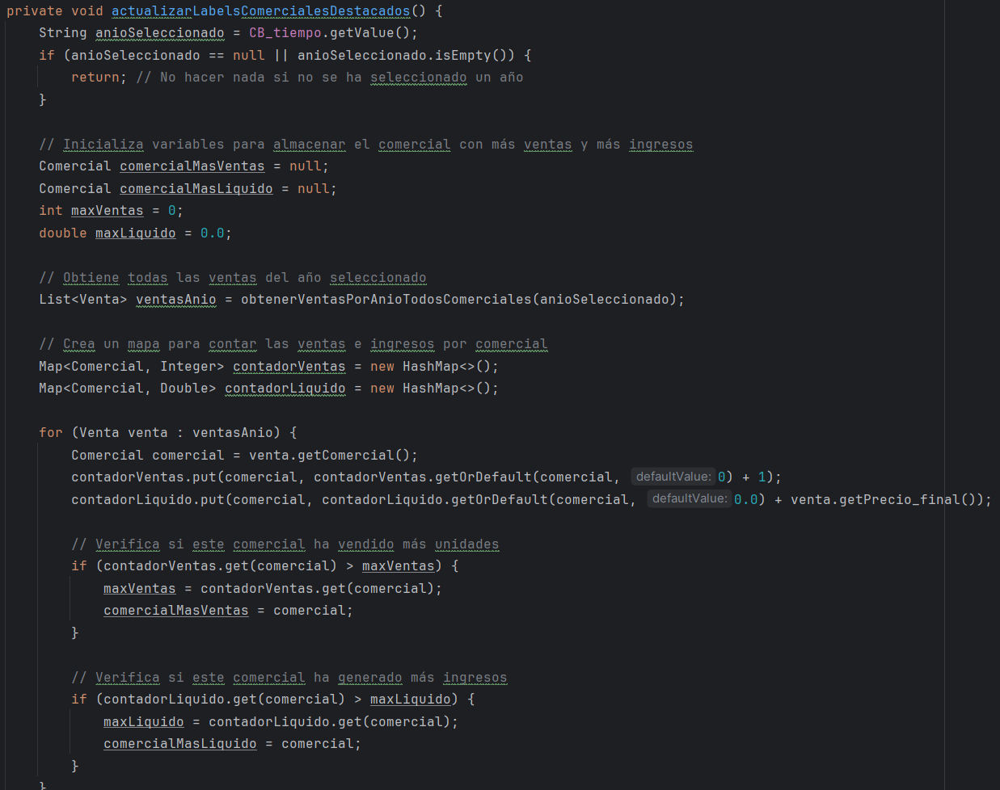 private void actualizarLabelsComercialesDestacados() {
    String anioSeleccionado = CB_tiempo.getValue();
    if (anioSeleccionado == null || anioSeleccionado.isEmpty()) {
        return; // No hacer nada si no se ha seleccionado un año
    }

    // Inicializa variables para almacenar el comercial con más ventas y más ingresos
    Comercial comercialMasVentas = null;
    Comercial comercialMasLiquido = null;
    int maxVentas = 0;
    double maxLiquido = 0.0;

    // Obtiene todas las ventas del año seleccionado
    List<Venta> ventasAnio = obtenerVentasPorAnioTodosComerciales(anioSeleccionado);

    // Crea un mapa para contar las ventas e ingresos por comercial
    Map<Comercial, Integer> contadorVentas = new HashMap<>();
    Map<Comercial, Double> contadorLiquido = new HashMap<>();

    for (Venta venta : ventasAnio) {
        Comercial comercial = venta.getComercial();
        contadorVentas.put(comercial, contadorVentas.getOrDefault(comercial, defaultValue: 0) + 1);
        contadorLiquido.put(comercial, contadorLiquido.getOrDefault(comercial, defaultValue: 0.0) + venta.getPrecio_final());

        // Verifica si este comercial ha vendido más unidades
        if (contadorVentas.get(comercial) > maxVentas) {
            maxVentas = contadorVentas.get(comercial);
            comercialMasVentas = comercial;
        }

        // Verifica si este comercial ha generado más ingresos
        if (contadorLiquido.get(comercial) > maxLiquido) {
            maxLiquido = contadorLiquido.get(comercial);
            comercialMasLiquido = comercial;
        }
    }